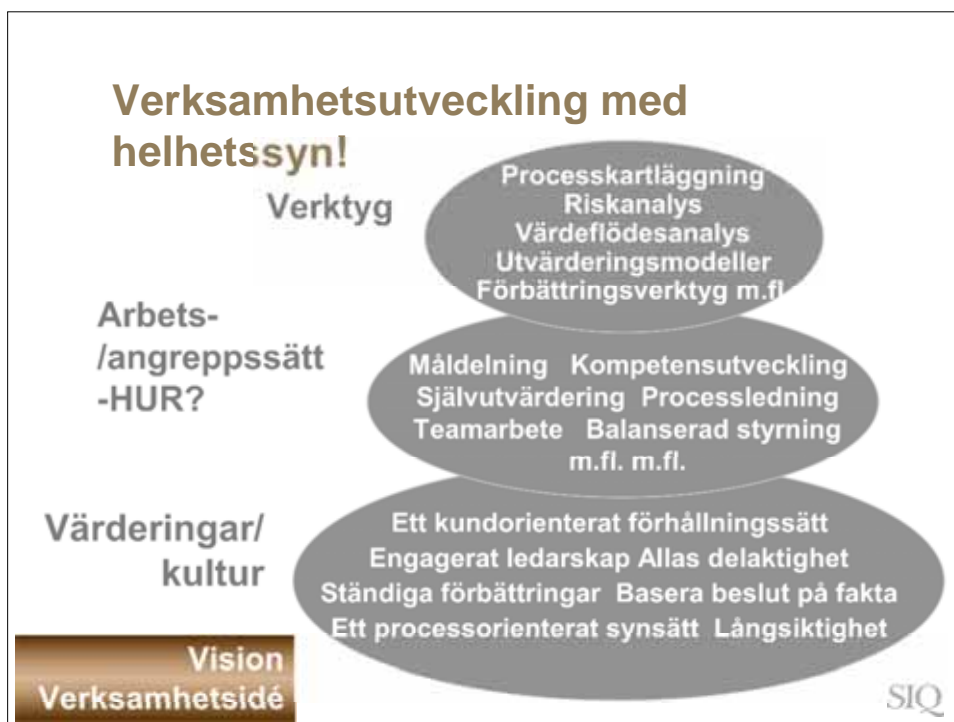 Verksamhetsutveckling med
helhetssyn!
Verktyg
Processkartläggning
Riskanalys
Värdeflödesanalys
Utvärderingsmodeller
Förbättringsverktyg m.fl
Arbets-
/angreppssätt
-HUR?
Måldelning Kompetensutveckling
Självutvärdering Processledning
Teamarbete Balanserad styrning
m.fl. m.fl.
Värderingar/
kultur
Ett kundorienterat förhållningssätt
Engagerat ledarskap Allas delaktighet
Ständiga förbättringar Basera beslut på fakta
Ett processorienterat synsätt Långsiktighet
Vision
Verksamhetsidé
SIQ